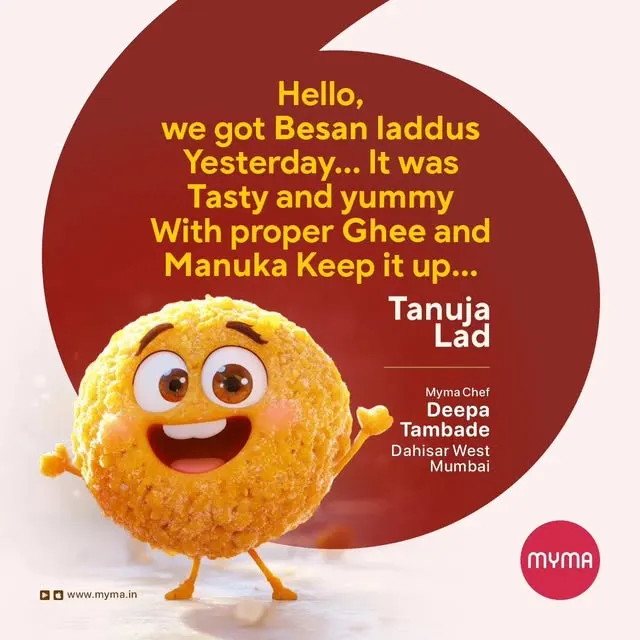 Hello,
we got Besan laddus
Yesterday... It was
Tasty and yummy
With proper Ghee and
Manuka Keep it up...
Tanuja
Lad
Myma Chef
Deepa
Tambade
Dahisar West
Mumbai
MYMA
www.myma.in